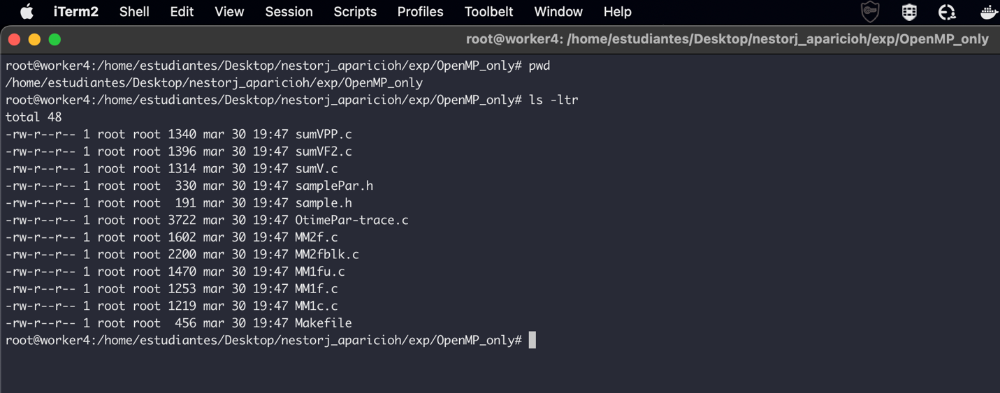 iTerm2 Shell Edit View Session Scripts Profiles Toolbelt Window Help
root@worker4: /home/estudiantes/Desktop/nestorj_aparicioh/exp/OpenMP_only
root@worker4:/home/estudiantes/Desktop/nestorj_aparicioh/exp/OpenMP_only# pwd
/home/estudiantes/Desktop/nestorj_aparicioh/exp/OpenMP_only
root@worker4:/home/estudiantes/Desktop/nestorj_aparicioh/exp/OpenMP_only# ls -ltr
total 48
-rw-r--r-- 1 root root 1340 mar 30 19:47 sumVPP.c
-rw-r--r-- 1 root root 1396 mar 30 19:47 sumVF2.c
-rw-r--r-- 1 root root 1314 mar 30 19:47 sumV.c
-rw-r--r-- 1 root root  330 mar 30 19:47 samplePar.h
-rw-r--r-- 1 root root  191 mar 30 19:47 sample.h
-rw-r--r-- 1 root root 3722 mar 30 19:47 OtimePar-trace.c
-rw-r--r-- 1 root root 1602 mar 30 19:47 MM2f.c
-rw-r--r-- 1 root root 2200 mar 30 19:47 MM2fblk.c
-rw-r--r-- 1 root root 1470 mar 30 19:47 MM1fu.c
-rw-r--r-- 1 root root 1253 mar 30 19:47 MM1f.c
-rw-r--r-- 1 root root 1219 mar 30 19:47 MM1c.c
-rw-r--r-- 1 root root  456 mar 30 19:47 Makefile
root@worker4:/home/estudiantes/Desktop/nestorj_aparicioh/exp/OpenMP_only#